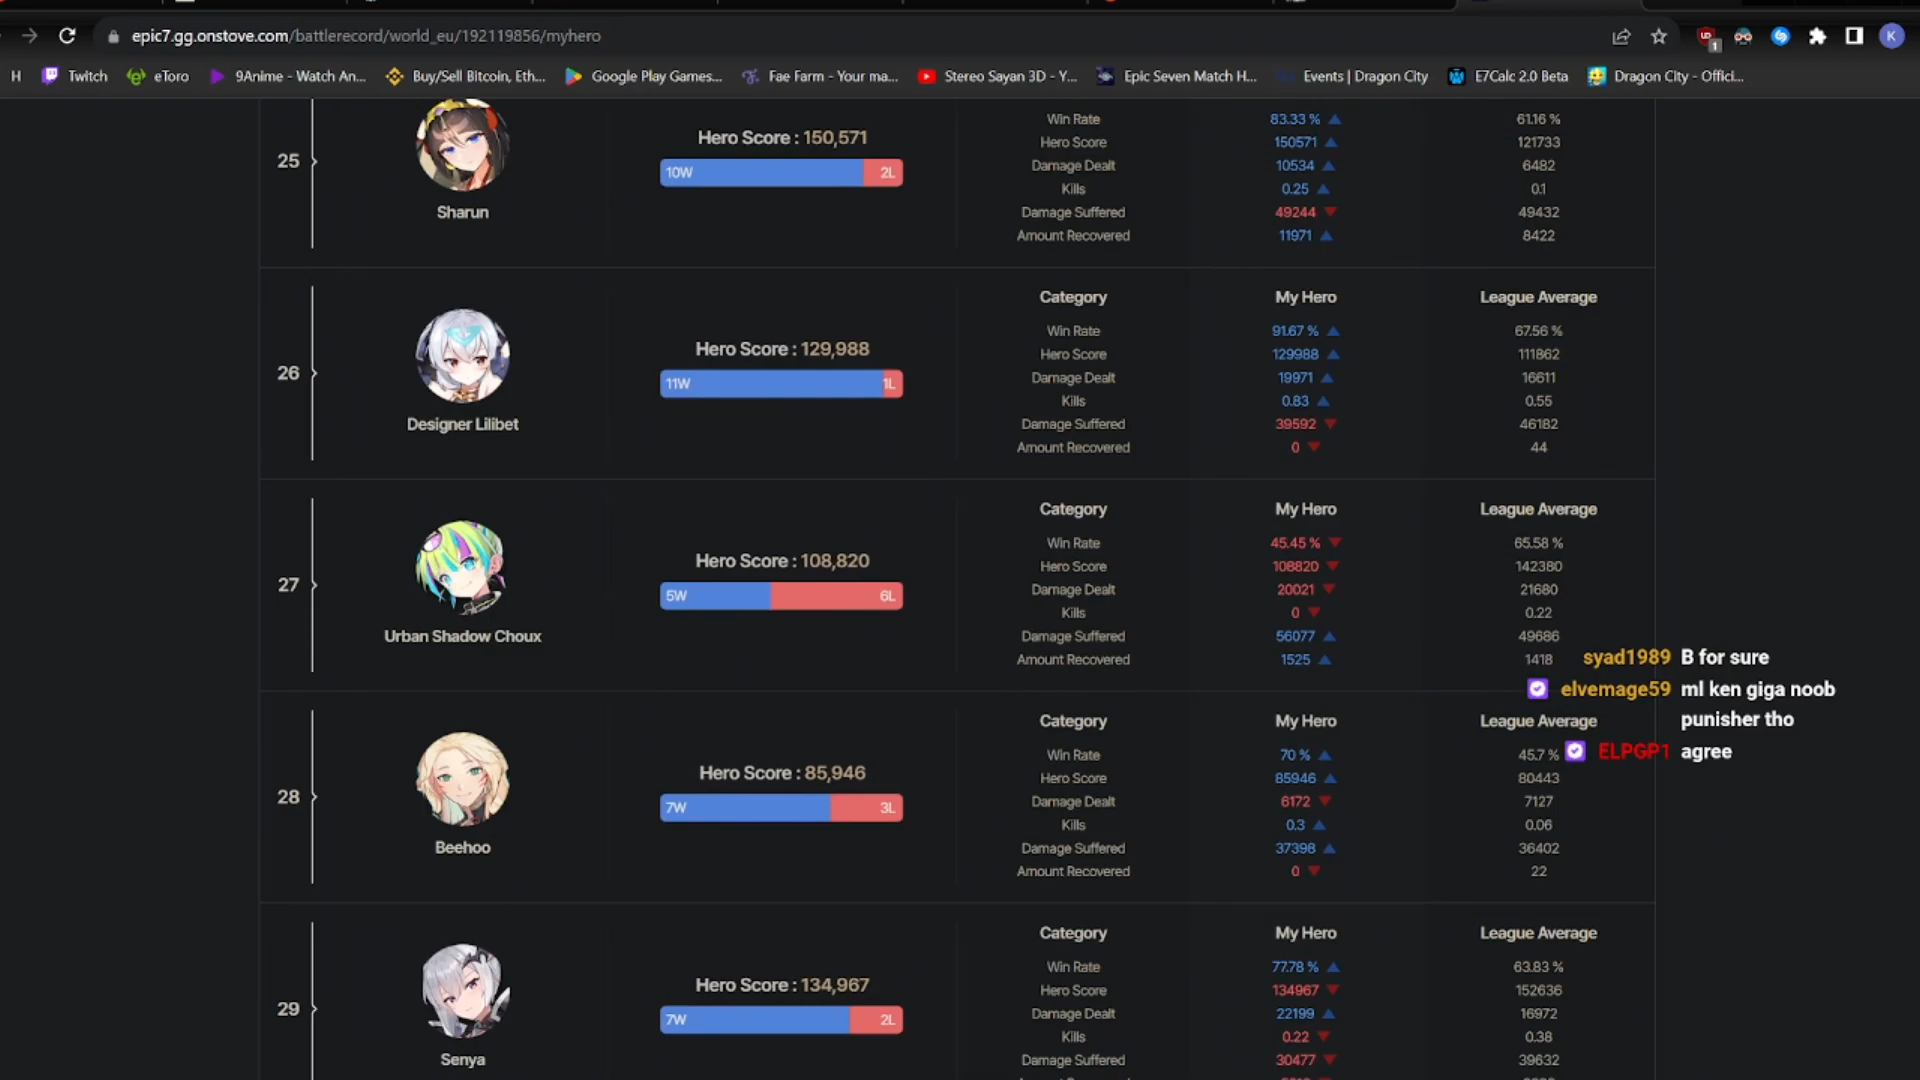 epic7.gg.onstove.com/battlerecord/world_eu/192119856/myhero
1
K
H Twitch eToro 9Anime - Watch An... Buy/Sell Bitcoin, Eth... Google Play Games... Fae Farm - Your ma... Stereo Sayan 3D - Y... Epic Seven Match H... Events | Dragon City E7Calc 2.0 Beta Dragon City - Offici...
25
Sharun
Hero Score : 150,571
10W 2L
Win Rate 83.33 % 61.16 %
Hero Score 150571 121733
Damage Dealt 10534 6482
Kills 0.25 0.1
Damage Suffered 49244 49432
Amount Recovered 11971 8422
26
Designer Lilibet
Hero Score : 129,988
11W 1L
Category My Hero League Average
Win Rate 91.67 % 67.56 %
Hero Score 129988 111862
Damage Dealt 19971 16611
Kills 0.83 0.55
Damage Suffered 39592 46182
Amount Recovered 0 44
27
Urban Shadow Choux
Hero Score : 108,820
5W 6L
Category My Hero League Average
Win Rate 45.45 % 65.58 %
Hero Score 108820 142380
Damage Dealt 20021 21680
Kills 0 0.22
Damage Suffered 56077 49686
Amount Recovered 1525 1418
28
Beehoo
Hero Score : 85,946
7W 3L
Category My Hero League Average
Win Rate 70 % 45.7 %
Hero Score 85946 80443
Damage Dealt 6172 7127
Kills 0.3 0.06
Damage Suffered 37398 36402
Amount Recovered 0 22
29
Senya
Hero Score : 134,967
7W 2L
Category My Hero League Average
Win Rate 77.78 % 63.83 %
Hero Score 134967 152636
Damage Dealt 22199 16972
Kills 0.22 0.38
Damage Suffered 30477 39632
syad1989 B for sure
elvemage59 ml ken giga noob
punisher tho
ELPGP1 agree